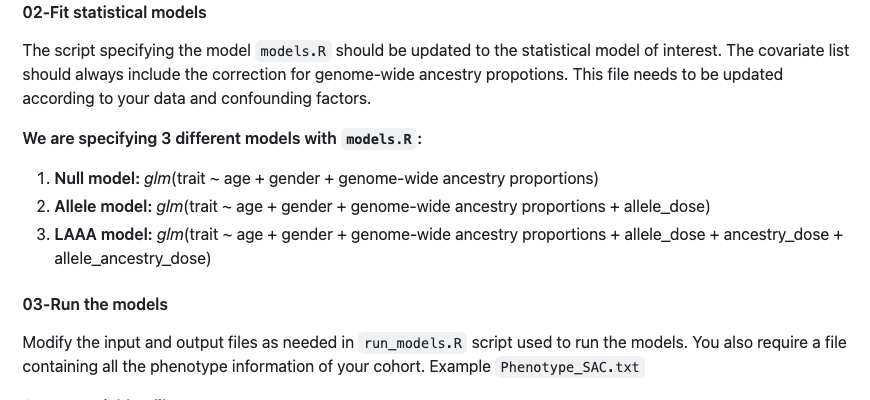 02-Fit statistical models
The script specifying the model models.R should be updated to the statistical model of interest. The covariate list
should always include the correction for genome-wide ancestry propotions. This file needs to be updated
according to your data and confounding factors.
We are specifying 3 different models with models.R :
1. Null model: glm(trait ~ age + gender + genome-wide ancestry proportions)
2. Allele model: glm(trait ~ age + gender + genome-wide ancestry proportions + allele_dose)
3. LAAA model: glm(trait ~ age + gender + genome-wide ancestry proportions + allele_dose + ancestry_dose +
allele_ancestry_dose)
03-Run the models
Modify the input and output files as needed in run_models.R script used to run the models. You also require a file
containing all the phenotype information of your cohort. Example Phenotype_SAC.txt